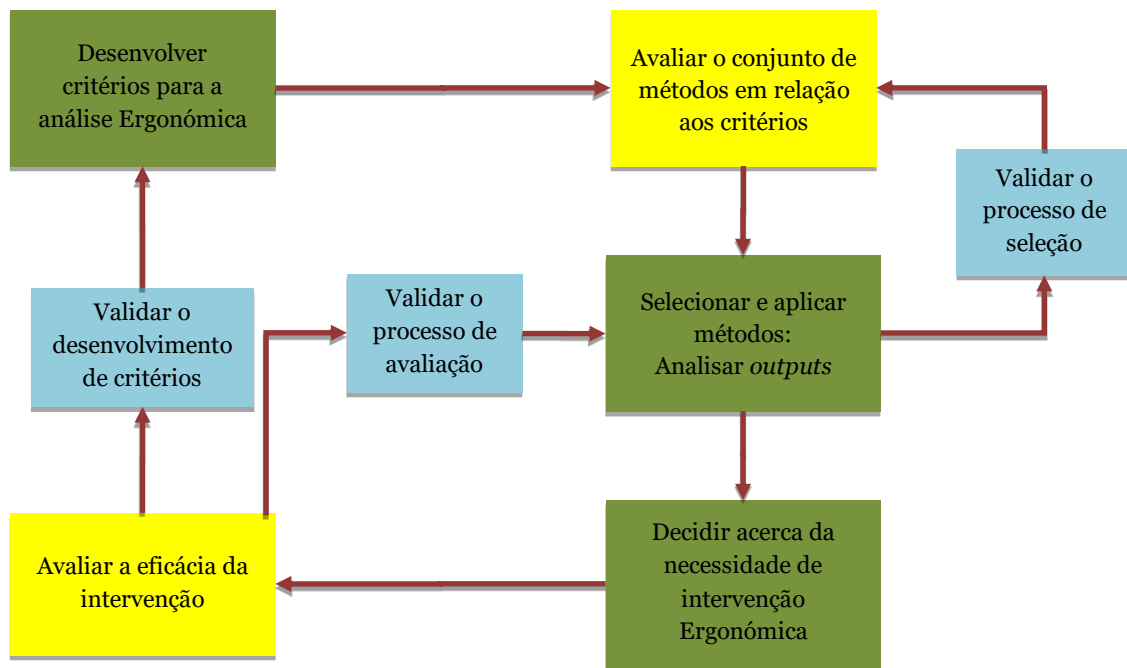 Desenvolver
critérios para a
análise Ergonómica
Avaliar o conjunto de
métodos em relação
aos critérios
Validar o
processo de
seleção
Validar o
desenvolvimento
de critérios
Validar o
processo de
avaliação
Selecionar e aplicar
métodos:
Analisar outputs
Avaliar a eficácia da
intervenção
Decidir acerca da
necessidade de
intervenção
Ergonómica